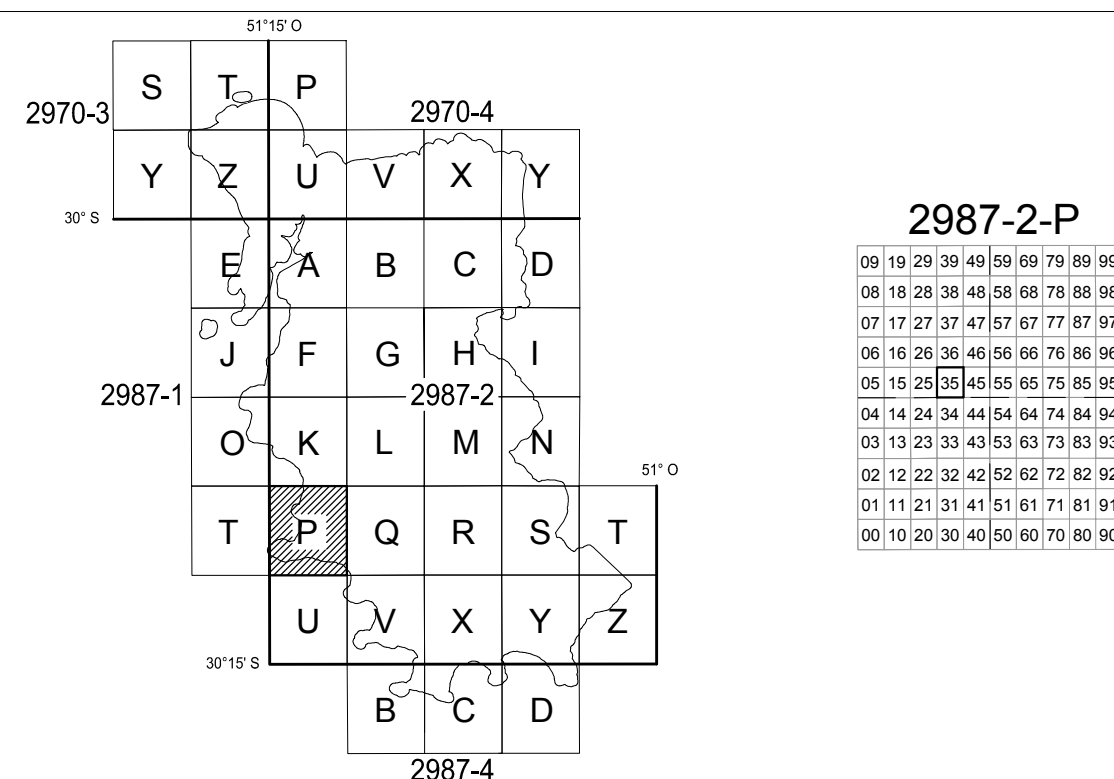 51°15' O
S T P
2970-3 2970-4
Y Z U V X Y
30° S
E A B C D
J F G H I
2987-1 2987-2
O K L M N
51° O
T P Q R S T
U V X Y Z
30°15' S
B C D
2987-4
2987-2-P
09 19 29 39 49 59 69 79 89 99
08 18 28 38 48 58 68 78 88 98
07 17 27 37 47 57 67 77 87 97
06 16 26 36 46 56 66 76 86 96
05 15 25 35 45 55 65 75 85 95
04 14 24 34 44 54 64 74 84 94
03 13 23 33 43 53 63 73 83 93
02 12 22 32 42 52 62 72 82 92
01 11 21 31 41 51 61 71 81 91
00 10 20 30 40 50 60 70 80 90